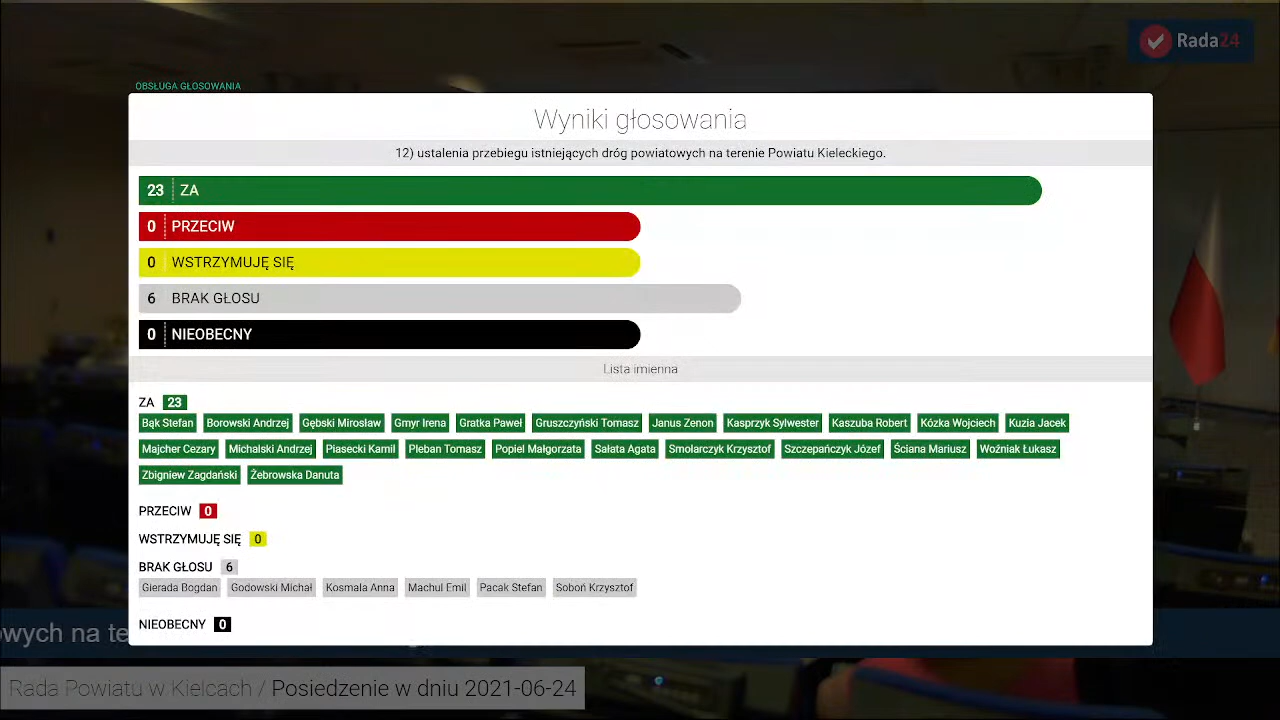 Rada24
OBSŁUGA GŁOSOWANIA
Wyniki głosowania
12) ustalenia przebiegu istniejących dróg powiatowych na terenie Powiatu Kieleckiego.
23 ZA
0 PRZECIW
0 WSTRZYMUJĘ SIĘ
6 BRAK GŁOSU
0 NIEOBECNY
Lista imienna
ZA 23
Bąk Stefan Borowski Andrzej Gębski Mirosław Gmyr Irena Gratka Paweł Gruszczyński Tomasz Janus Zenon Kasprzyk Sylwester Kaszuba Robert Kózka Wojciech Kuzia Jacek
Majcher Cezary Michalski Andrzej Piasecki Kamil Pleban Tomasz Popiel Małgorzata Sałata Agata Smolarczyk Krzysztof Szczepańczyk Józef Ściana Mariusz Woźniak Łukasz
Zbigniew Zagdański Żebrowska Danuta
PRZECIW 0
WSTRZYMUJĘ SIĘ 0
BRAK GŁOSU 6
Gierada Bogdan Godowski Michał Kosmala Anna Machul Emil Pacak Stefan Soboń Krzysztof
NIEOBECNY 0
owych na te
Rada Powiatu w Kielcach / Posiedzenie w dniu 2021-06-24